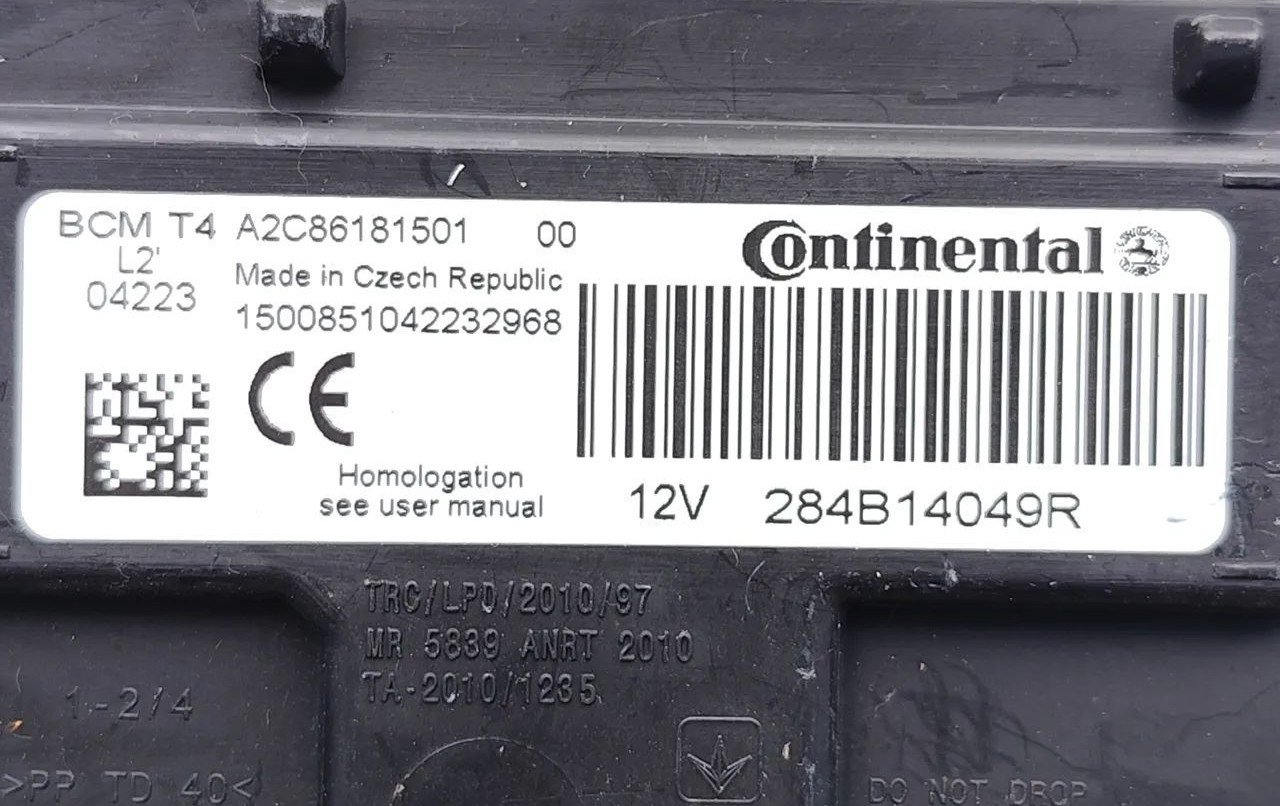 BCM T4 A2C86181501 00
L2'
04223
Made in Czech Republic
1500851042232968
Continental
CE
Homologation
see user manual
12V 284B14049R
TRC/LPD/2010/97
MR 5839 ANRT 2010
TA-2010/1235
1-2/4
>PP TD 40<
DO NOT DROP